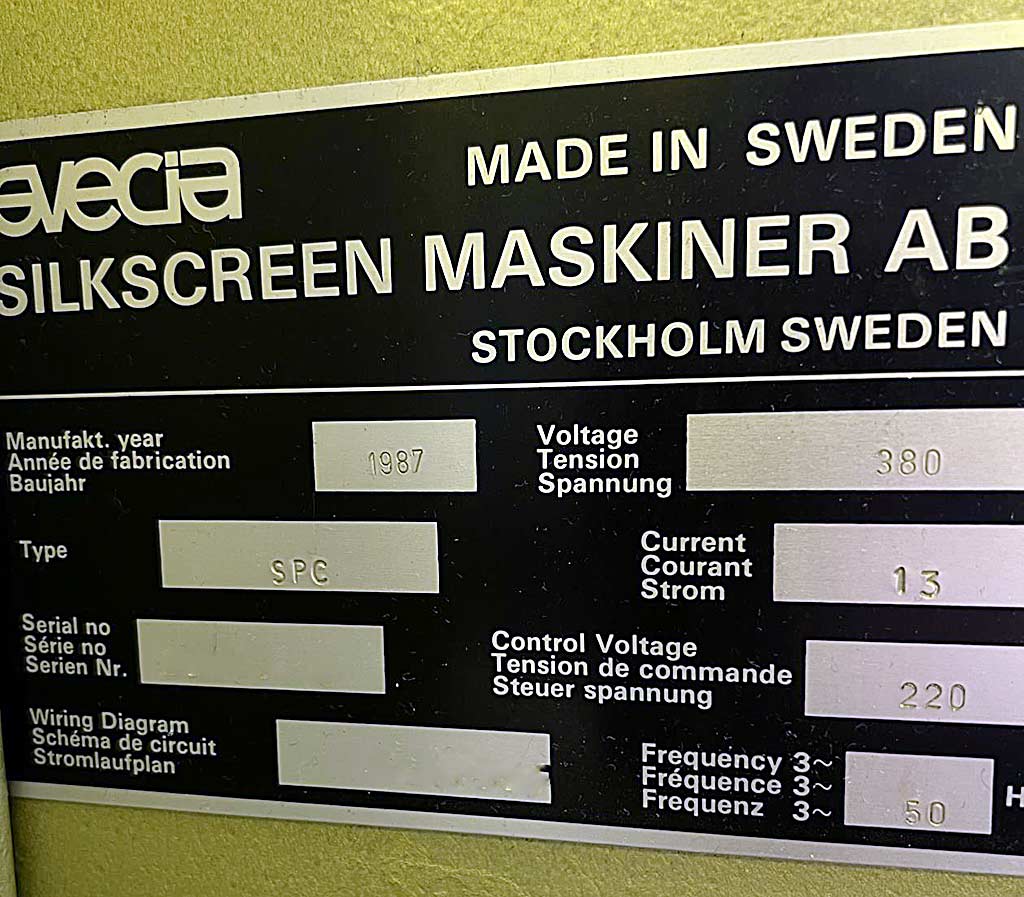 svecia
MADE IN SWEDEN
SILKSCREEN MASKINER AB
STOCKHOLM SWEDEN
Manufakt. year
Année de fabrication
Baujahr
1987
Voltage
Tension
Spannung
380
Type
SPC
Current
Courant
Strom
13
Serial no
Série no
Serien Nr.
Control Voltage
Tension de commande
Steuer spannung
220
Wiring Diagram
Schéma de circuit
Stromlaufplan
Frequency 3~
Fréquence 3~
Frequenz 3~
50
H